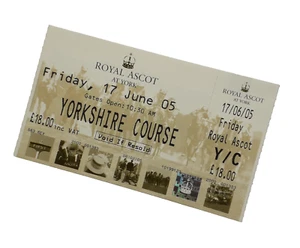 ROYAL ASCOT
AT YORK
Friday, 17 June 05
Gates Open:10:30 AM
YORKSHIRE COURSE
£18.00 inc VAT
Void if Resold
ROYAL ASCOT
AT YORK
17/06/05
Friday
Royal Ascot
Y/C
£18.00